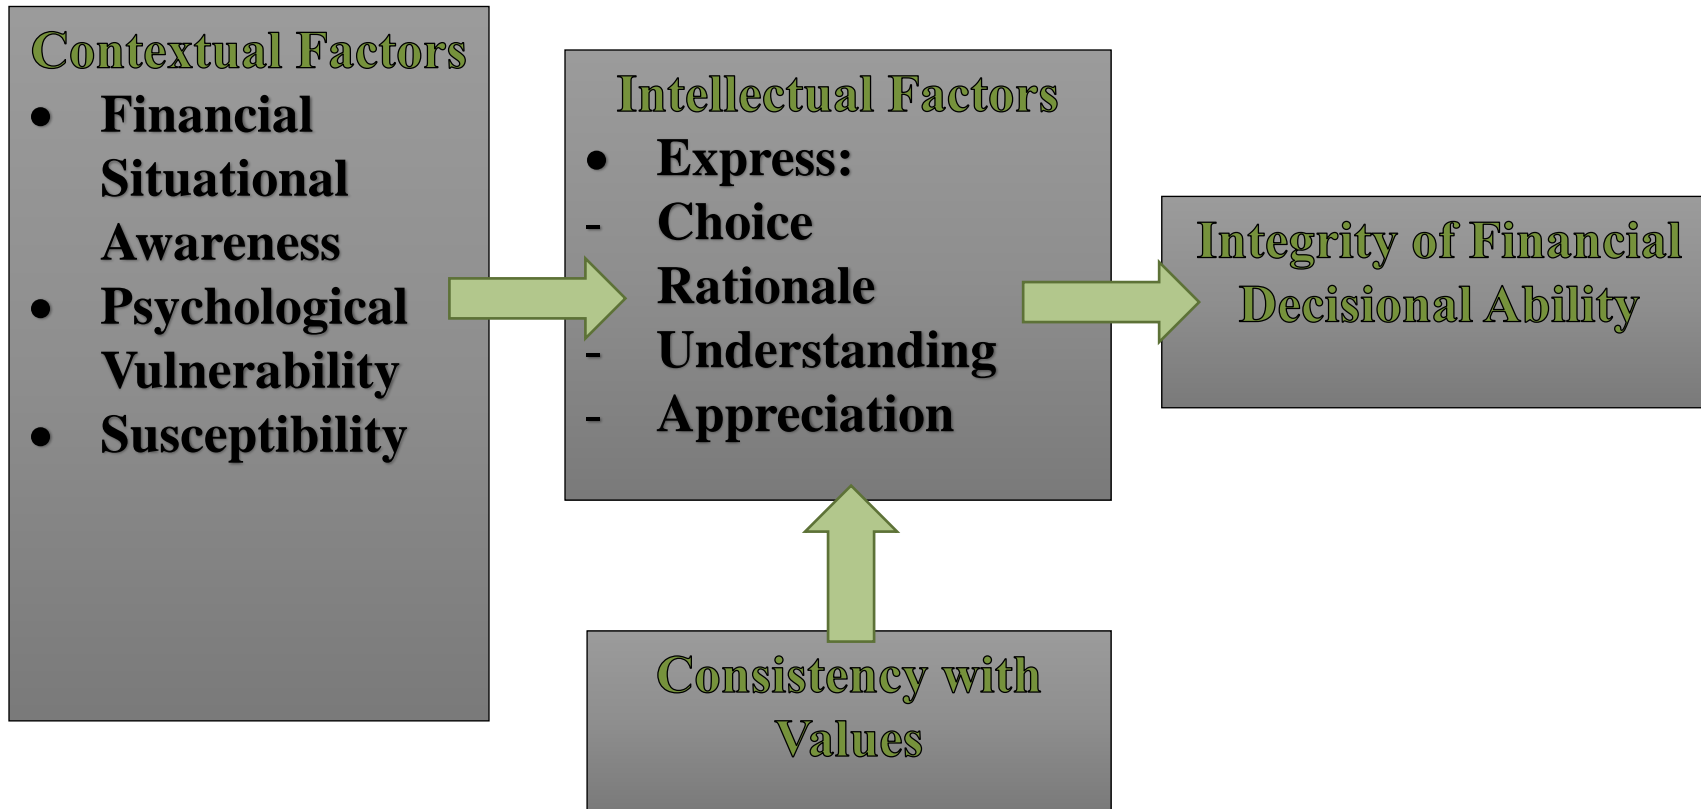 Contextual Factors
• Financial
Situational
Awareness
• Psychological
Vulnerability
• Susceptibility
Intellectual Factors
• Express:
- Choice
Rationale
- Understanding
- Appreciation
Consistency with
Values
Integrity of Financial
Decisional Ability